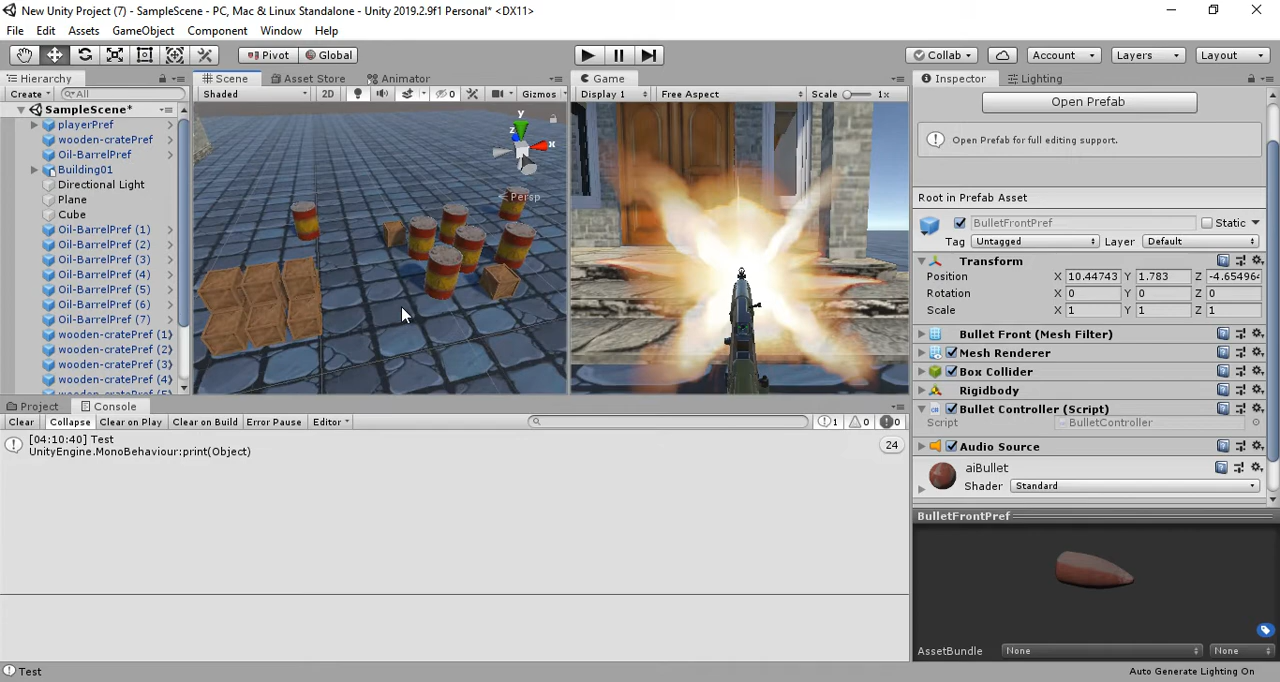 New Unity Project (7) - SampleScene - PC, Mac & Linux Standalone - Unity 2019.2.9f1 Personal* <DX11>
File Edit Assets GameObject Component Window Help
Pivot Global Collab Account Layers Layout
Hierarchy Scene Asset Store Animator Game Inspector Lighting
Create All Shaded 2D 0 Gizmos Display 1 Free Aspect Scale 1x
Open Prefab
Open Prefab for full editing support.
SampleScene*
playerPref
wooden-cratePref
Oil-BarrelPref
Building01
Directional Light
Plane
Cube
Oil-BarrelPref (1)
Oil-BarrelPref (2)
Oil-BarrelPref (3)
Oil-BarrelPref (4)
Oil-BarrelPref (5)
Oil-BarrelPref (6)
Oil-BarrelPref (7)
wooden-cratePref (1)
wooden-cratePref (2)
wooden-cratePref (3)
wooden-cratePref (4)
y
z
x
Persp
Root in Prefab Asset
BulletFrontPref Static
Tag Untagged Layer Default
Transform
Position X 10.44743 Y 1.783 Z -4.654964
Rotation X 0 Y 0 Z 0
Scale X 1 Y 1 Z 1
Bullet Front (Mesh Filter)
Mesh Renderer
Box Collider
Rigidbody
Bullet Controller (Script)
Script BulletController
Audio Source
aiBullet
Shader Standard
BulletFrontPref
AssetBundle None None
Project Console
Clear Collapse Clear on Play Clear on Build Error Pause Editor 1 0 0
[04:10:40] Test
UnityEngine.MonoBehaviour:print(Object)
24
Test
Auto Generate Lighting On